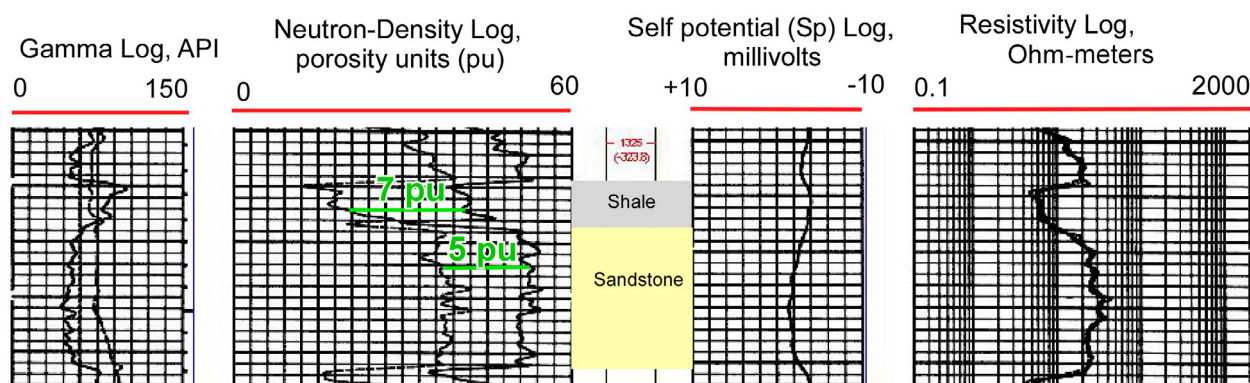 Gamma Log, API
0 150
Neutron-Density Log,
porosity units (pu)
0 60
Self potential (Sp) Log,
millivolts
+10 -10
Resistivity Log,
Ohm-meters
0.1 2000
1325
(-323.8)
7 pu
Shale
5 pu
Sandstone